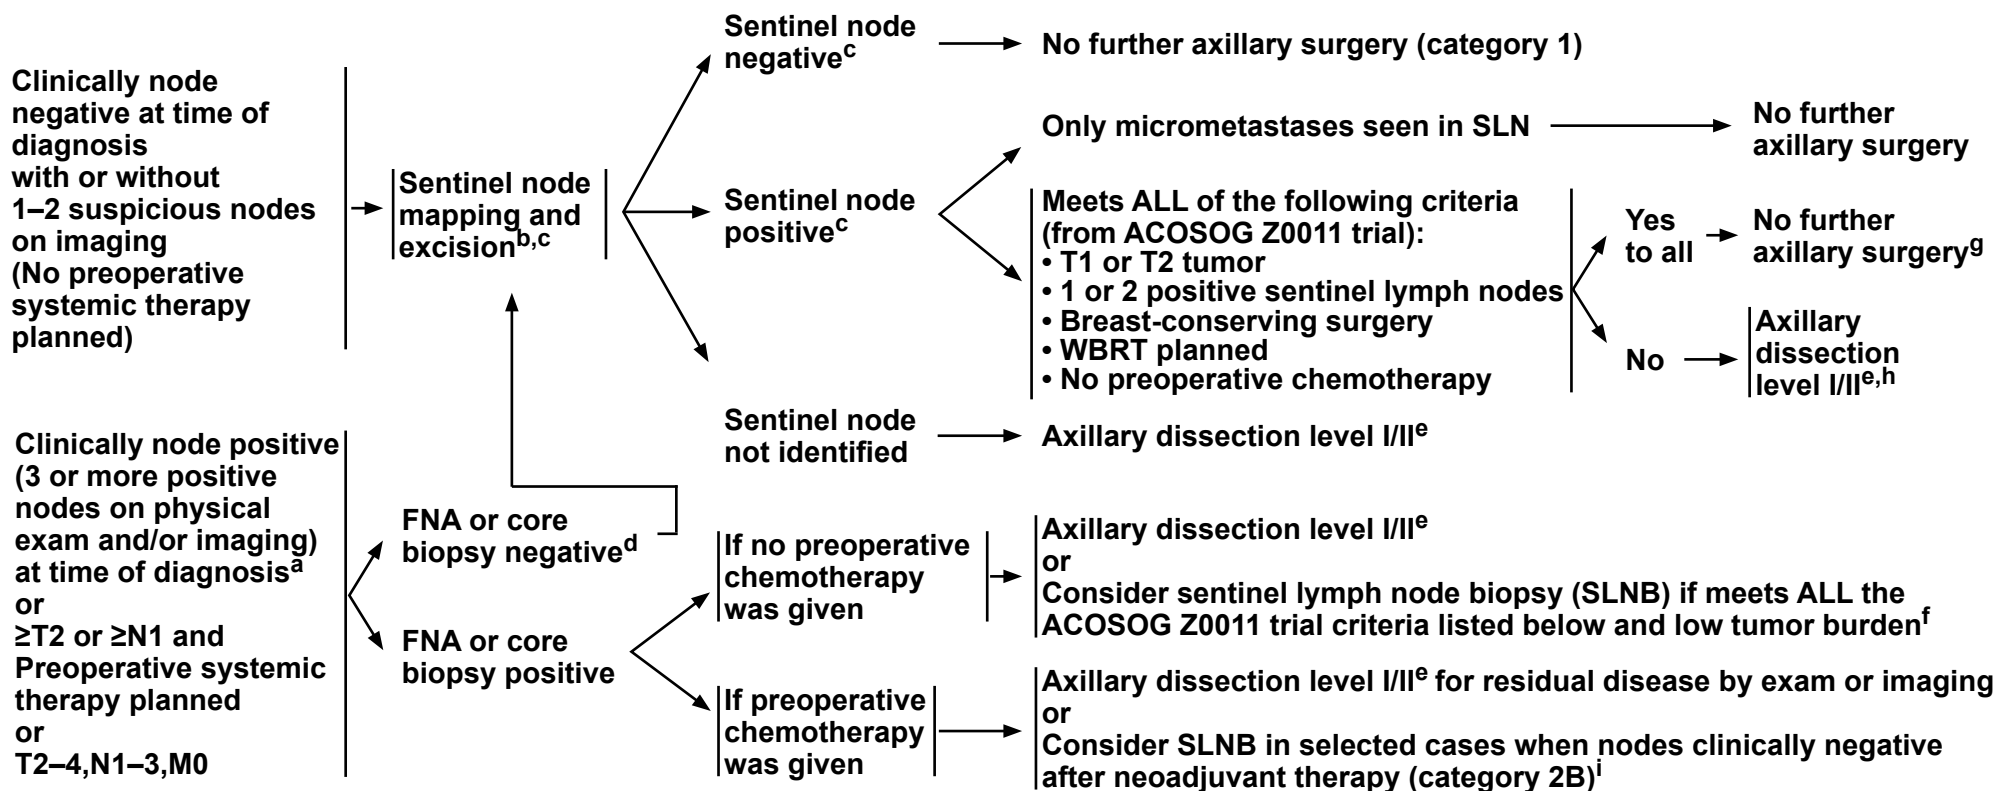 Clinically node
negative at time of
diagnosis
with or without
1–2 suspicious nodes
on imaging
(No preoperative
systemic therapy
planned)
Sentinel node
mapping and
excisionb,c
Sentinel node
negativec
No further axillary surgery (category 1)
Sentinel node
positivec
Only micrometastases seen in SLN
No further
axillary surgery
Meets ALL of the following criteria
(from ACOSOG Z0011 trial):
• T1 or T2 tumor
• 1 or 2 positive sentinel lymph nodes
• Breast-conserving surgery
• WBRT planned
• No preoperative chemotherapy
Yes
to all
No further
axillary surgeryg
No
Axillary
dissection
level I/IIe,h
Sentinel node
not identified
Axillary dissection level I/IIe
Clinically node positive
(3 or more positive
nodes on physical
exam and/or imaging)
at time of diagnosisa
or
≥T2 or ≥N1 and
Preoperative systemic
therapy planned
or
T2–4,N1–3,M0
FNA or core
biopsy negatived
FNA or core
biopsy positive
If no preoperative
chemotherapy
was given
Axillary dissection level I/IIe
or
Consider sentinel lymph node biopsy (SLNB) if meets ALL the
ACOSOG Z0011 trial criteria listed below and low tumor burdenf
If preoperative
chemotherapy
was given
Axillary dissection level I/IIe for residual disease by exam or imaging
or
Consider SLNB in selected cases when nodes clinically negative
after neoadjuvant therapy (category 2B)i